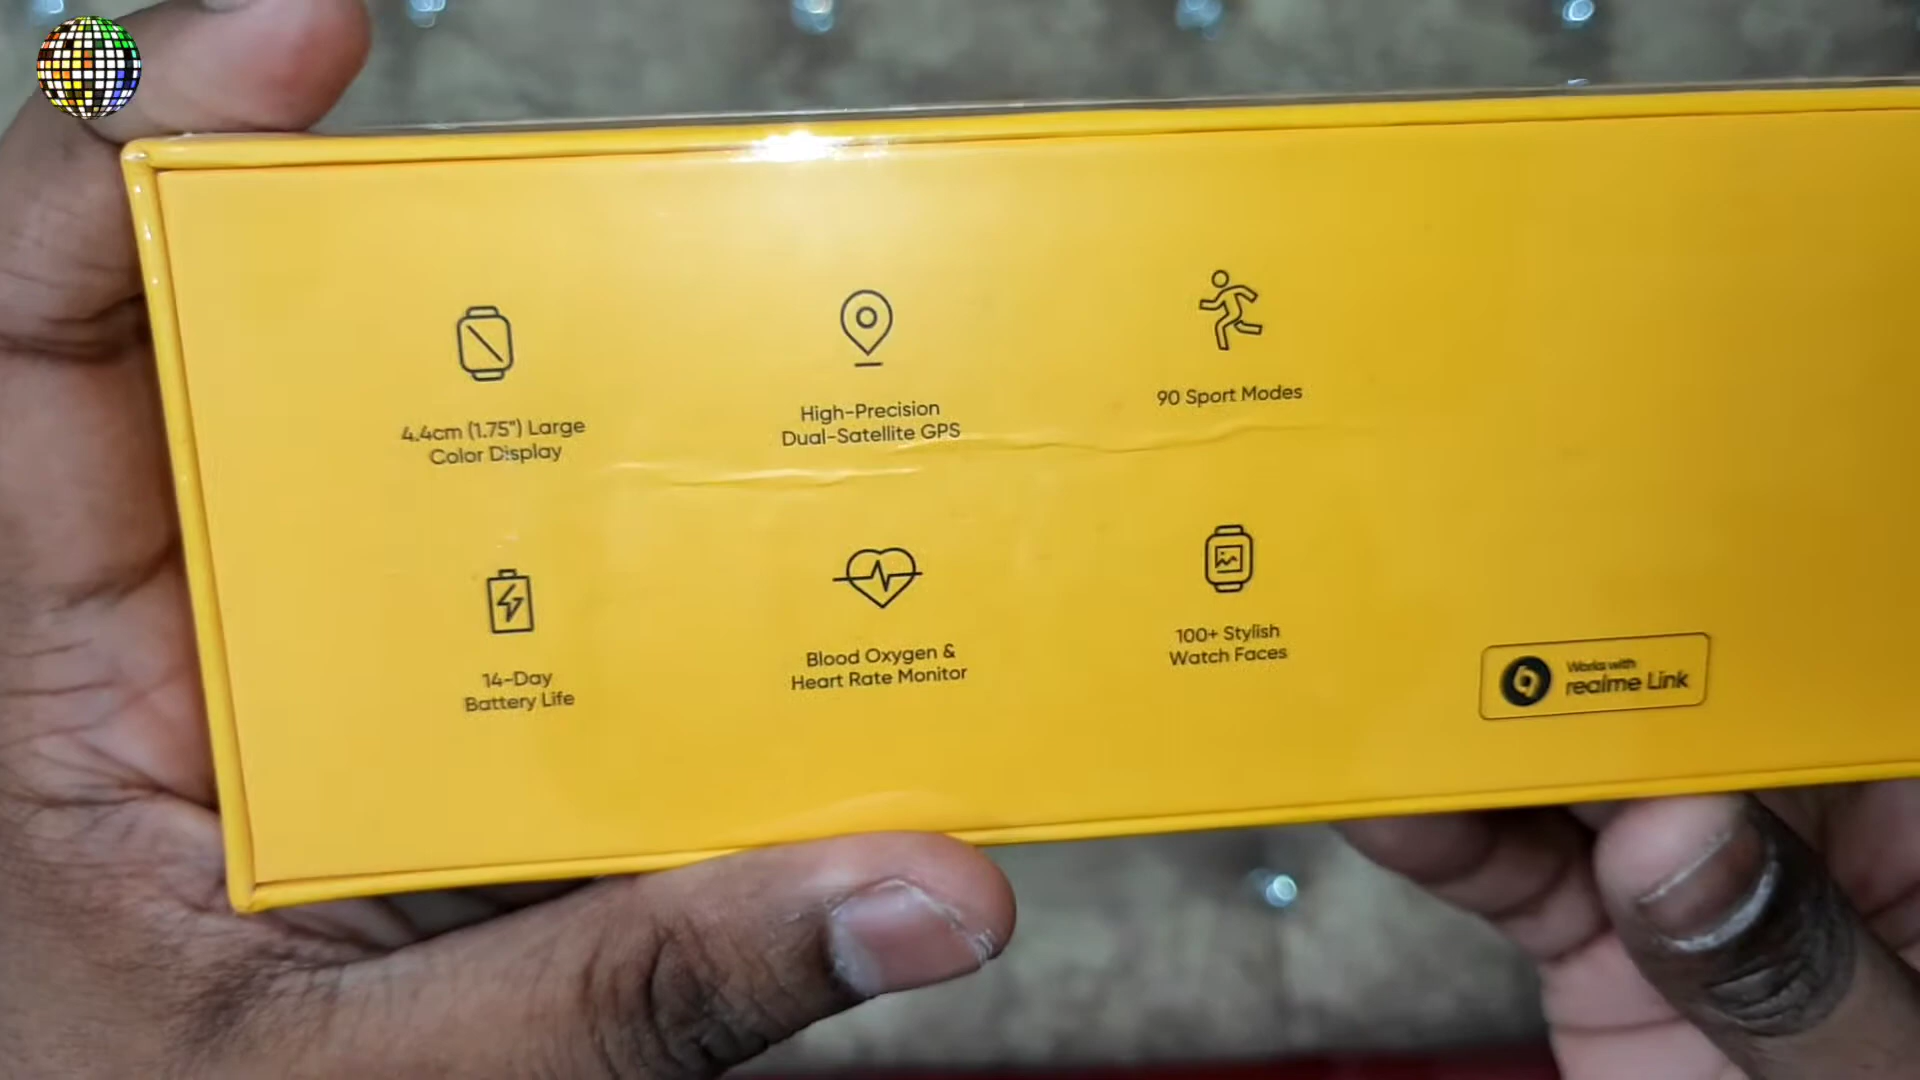 4.4cm (1.75") Large
Color Display
High-Precision
Dual-Satellite GPS
90 Sport Modes
14-Day
Battery Life
Blood Oxygen &
Heart Rate Monitor
100+ Stylish
Watch Faces
Works with
realme Link